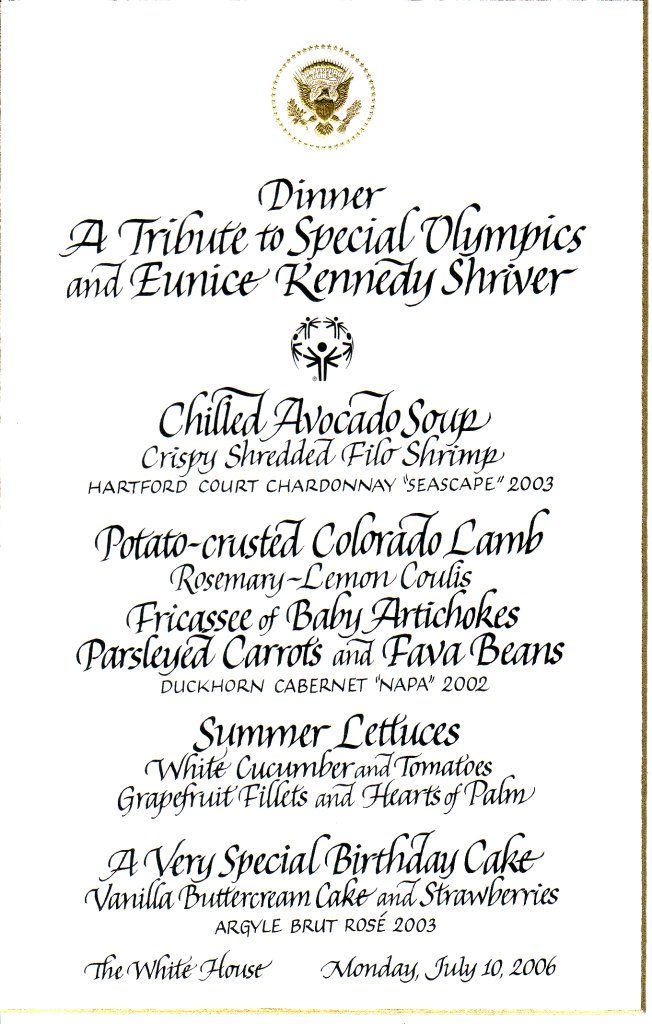 Dinner
A Tribute to Special Olympics
and Eunice Kennedy Shriver
Chilled Avocado Soup
Crispy Shredded Filo Shrimp
HARTFORD COURT CHARDONNAY "SEASCAPE" 2003
Potato-crusted Colorado Lamb
Rosemary-Lemon Coulis
Fricassee of Baby Artichokes
Parsleyed Carrots and Fava Beans
DUCKHORN CABERNET "NAPA" 2002
Summer Lettuces
White Cucumber and Tomatoes
Grapefruit Fillets and Hearts of Palm
A Very Special Birthday Cake
Vanilla Buttercream Cake and Strawberries
ARGYLE BRUT ROSÉ 2003
The White House Monday, July 10, 2006